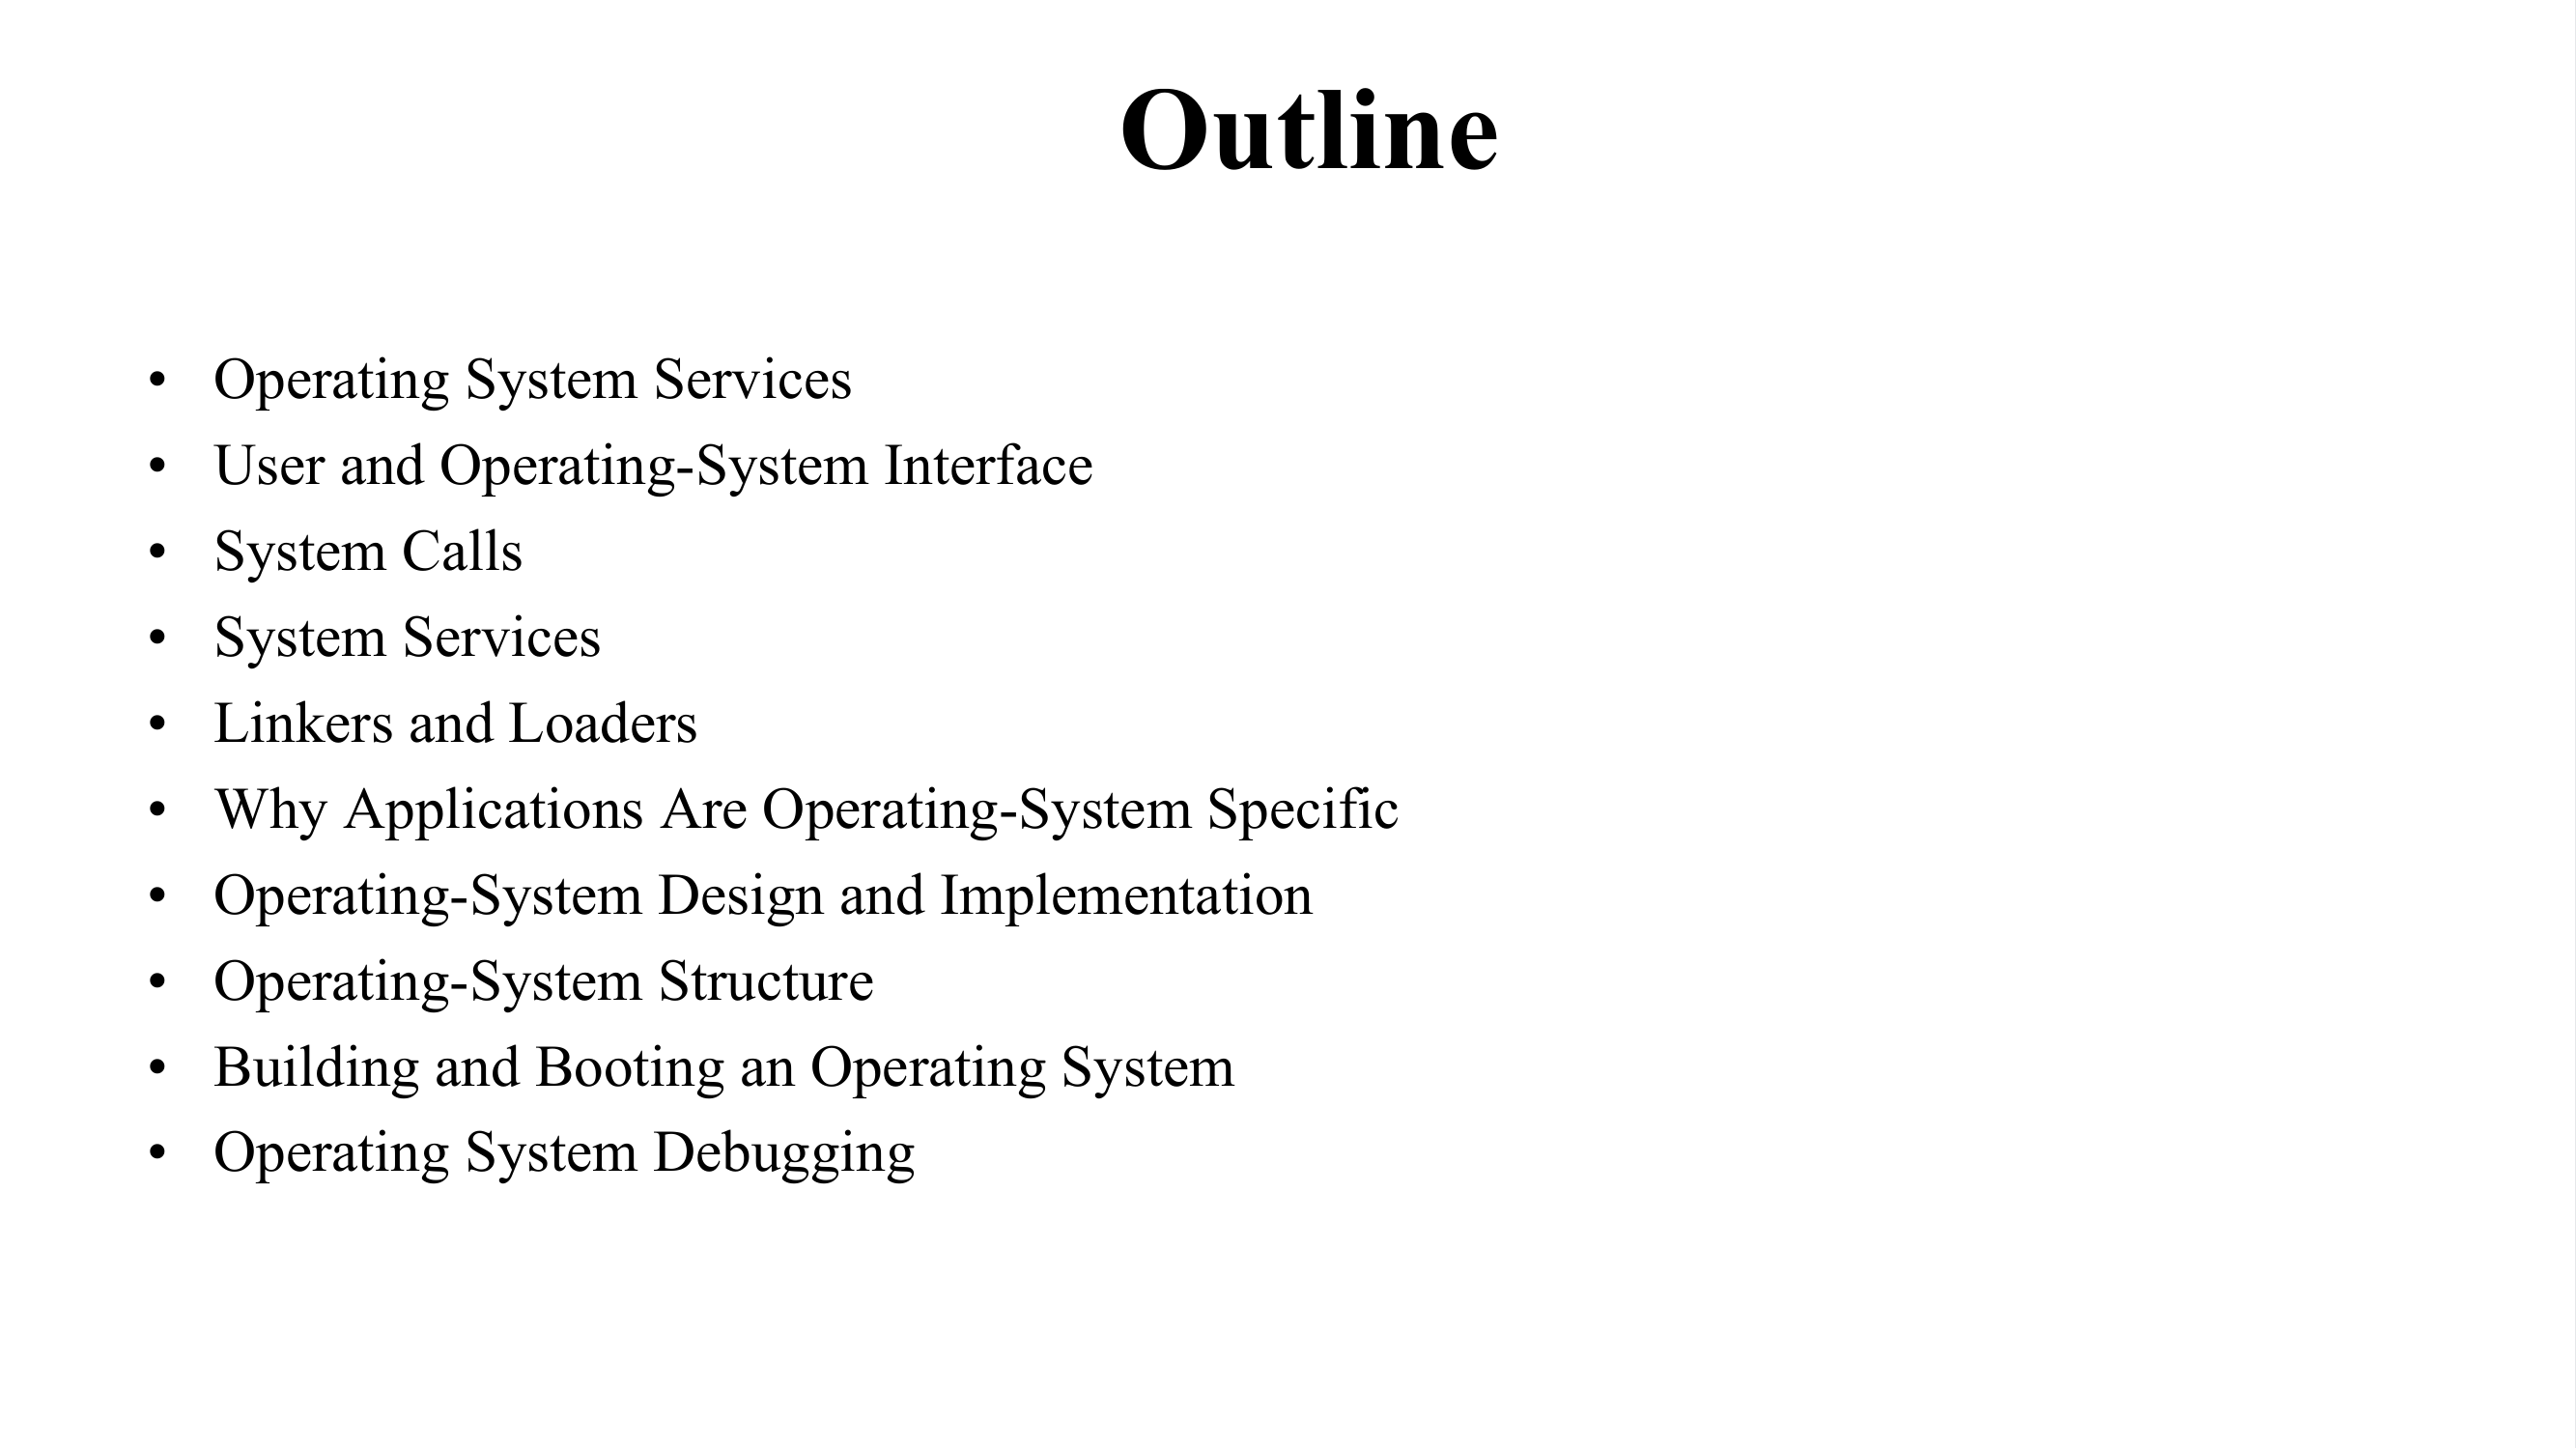 Outline
• Operating System Services
• User and Operating-System Interface
• System Calls
• System Services
• Linkers and Loaders
• Why Applications Are Operating-System Specific
• Operating-System Design and Implementation
• Operating-System Structure
• Building and Booting an Operating System
• Operating System Debugging